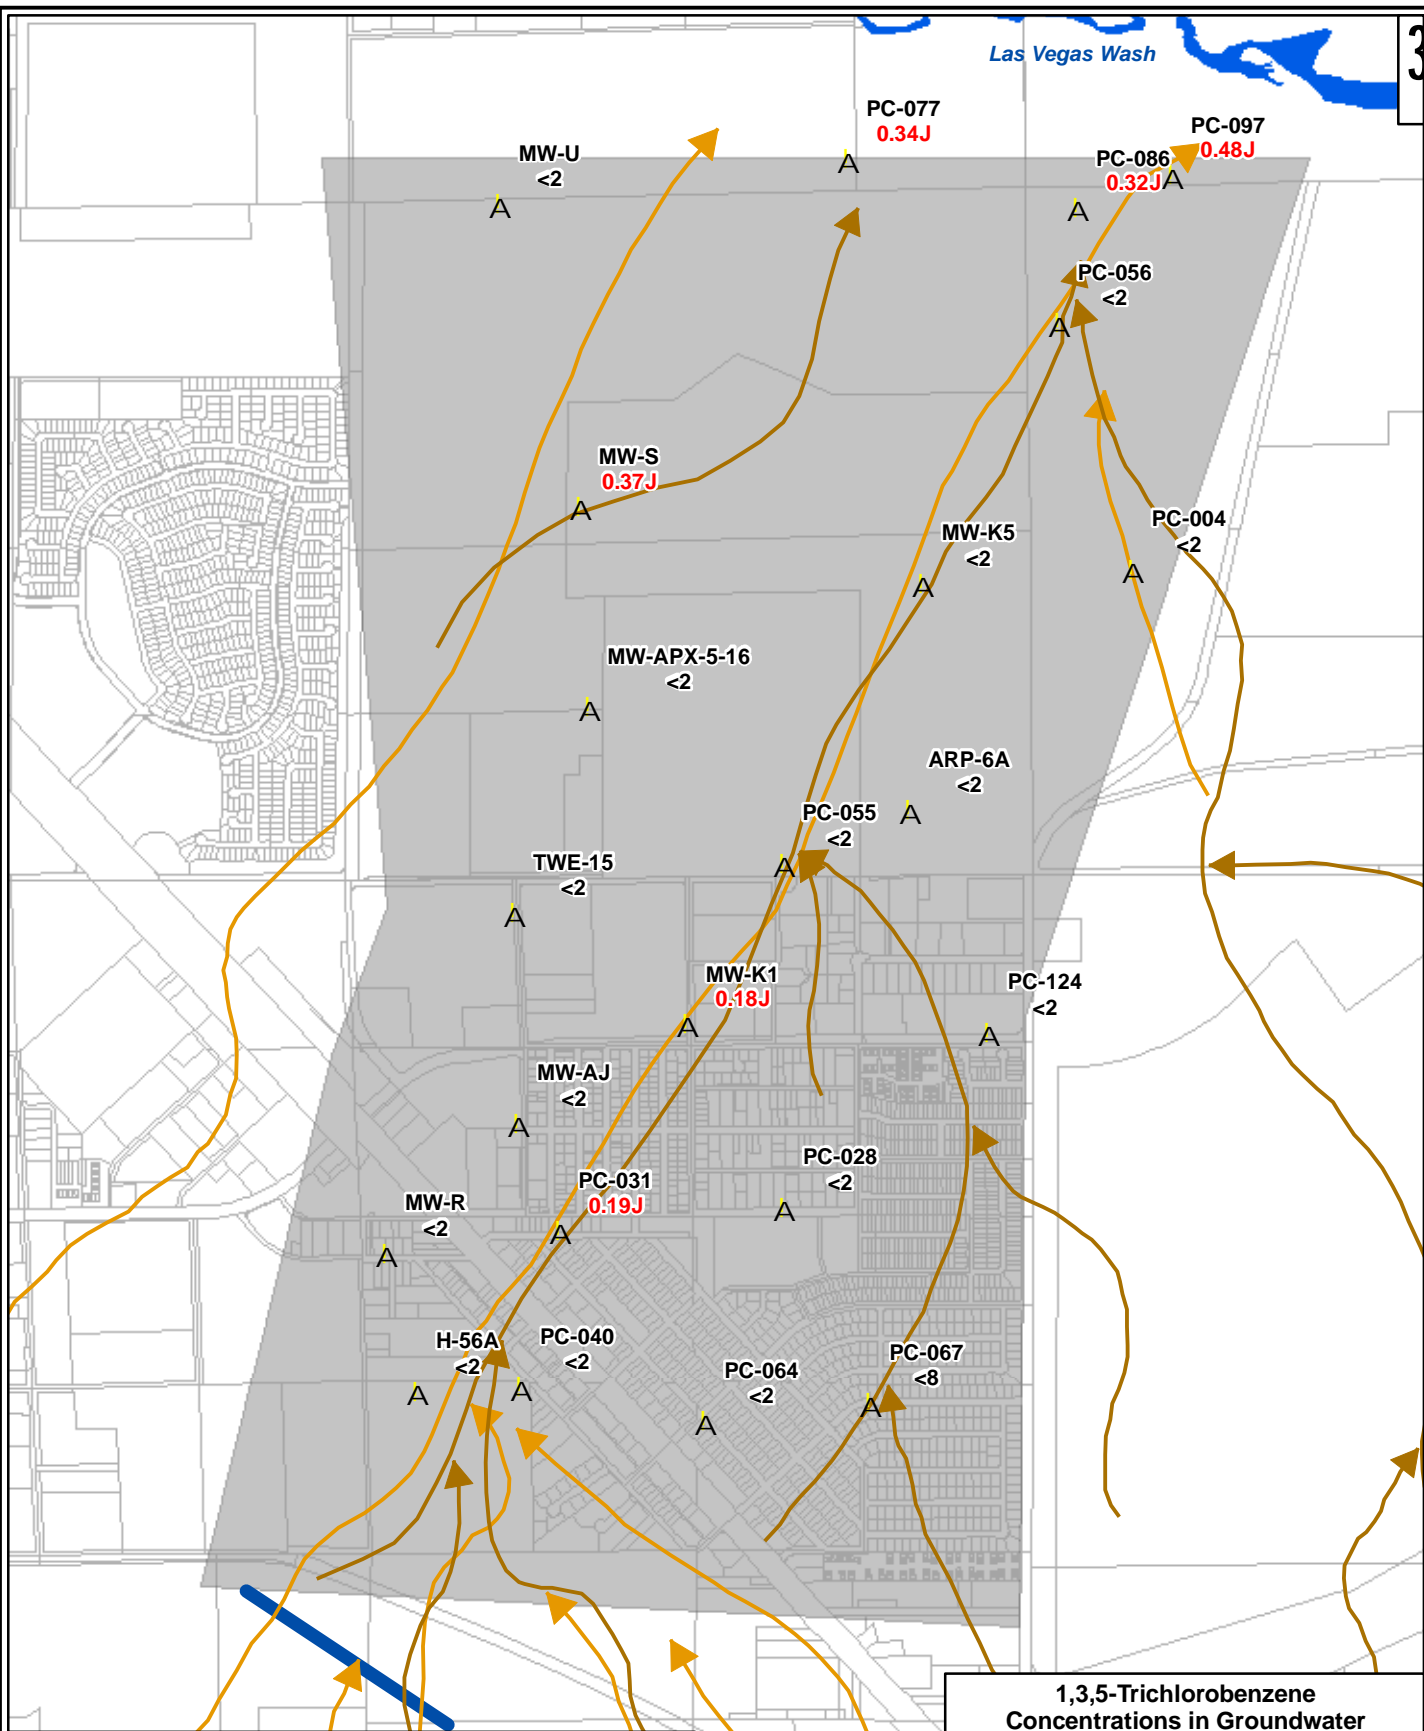 Las Vegas Wash
3
PC-077
0.34J
PC-097
0.48J
MW-U
<2
PC-086
0.32J
A
A
A
A
PC-056
<2
A
MW-S
0.37J
A
PC-004
<2
MW-K5
<2
A
A
MW-APX-5-16
<2
A
ARP-6A
<2
A
PC-055
<2
A
TWE-15
<2
A
MW-K1
0.18J
A
PC-124
<2
A
MW-AJ
<2
A
PC-028
<2
A
PC-031
0.19J
A
MW-R
<2
A
H-56A
<2
A
PC-040
<2
A
PC-064
<2
A
PC-067
<8
A
1,3,5-Trichlorobenzene
Concentrations in Groundwater